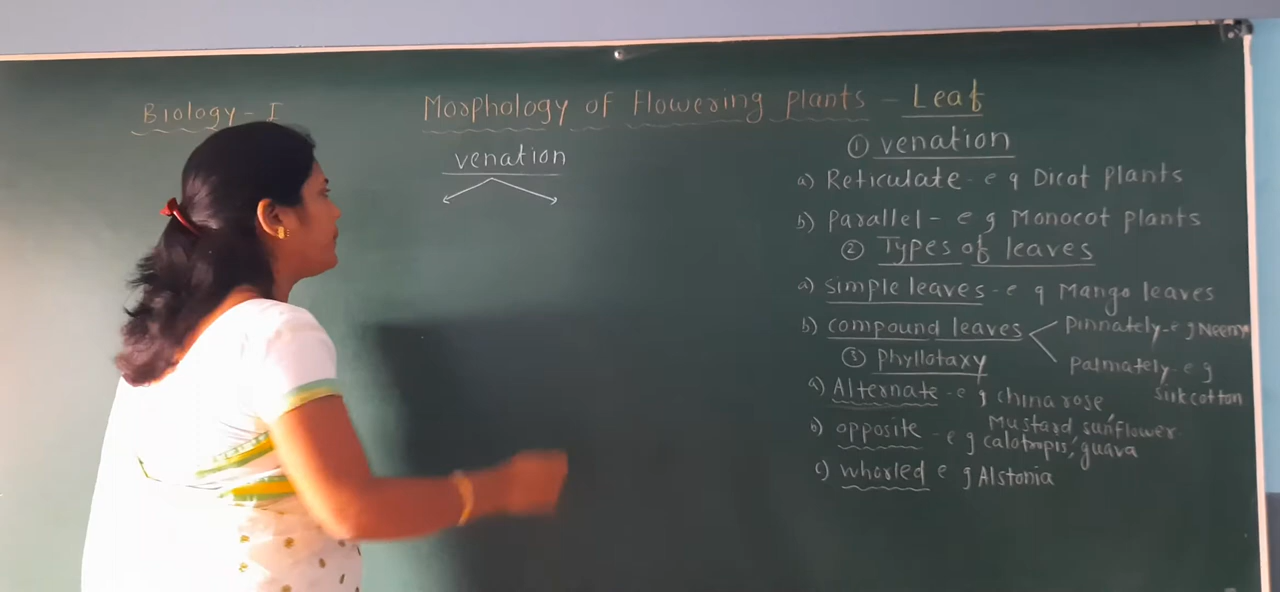 Biology - I
Morphology of Flowering plants - Leaf
venation
① venation
a) Reticulate - e g Dicot plants
b) Parallel - e g Monocot plants
② Types of leaves
a) simple leaves - e g Mango leaves
b) compound leaves
pinnately - e g Neem
palmately - e g
silk cotton
③ Phyllotaxy
a) Alternate - e g china rose,
Mustard sunflower
b) opposite - e g calotropis, guava
c) whorled e g Alstonia